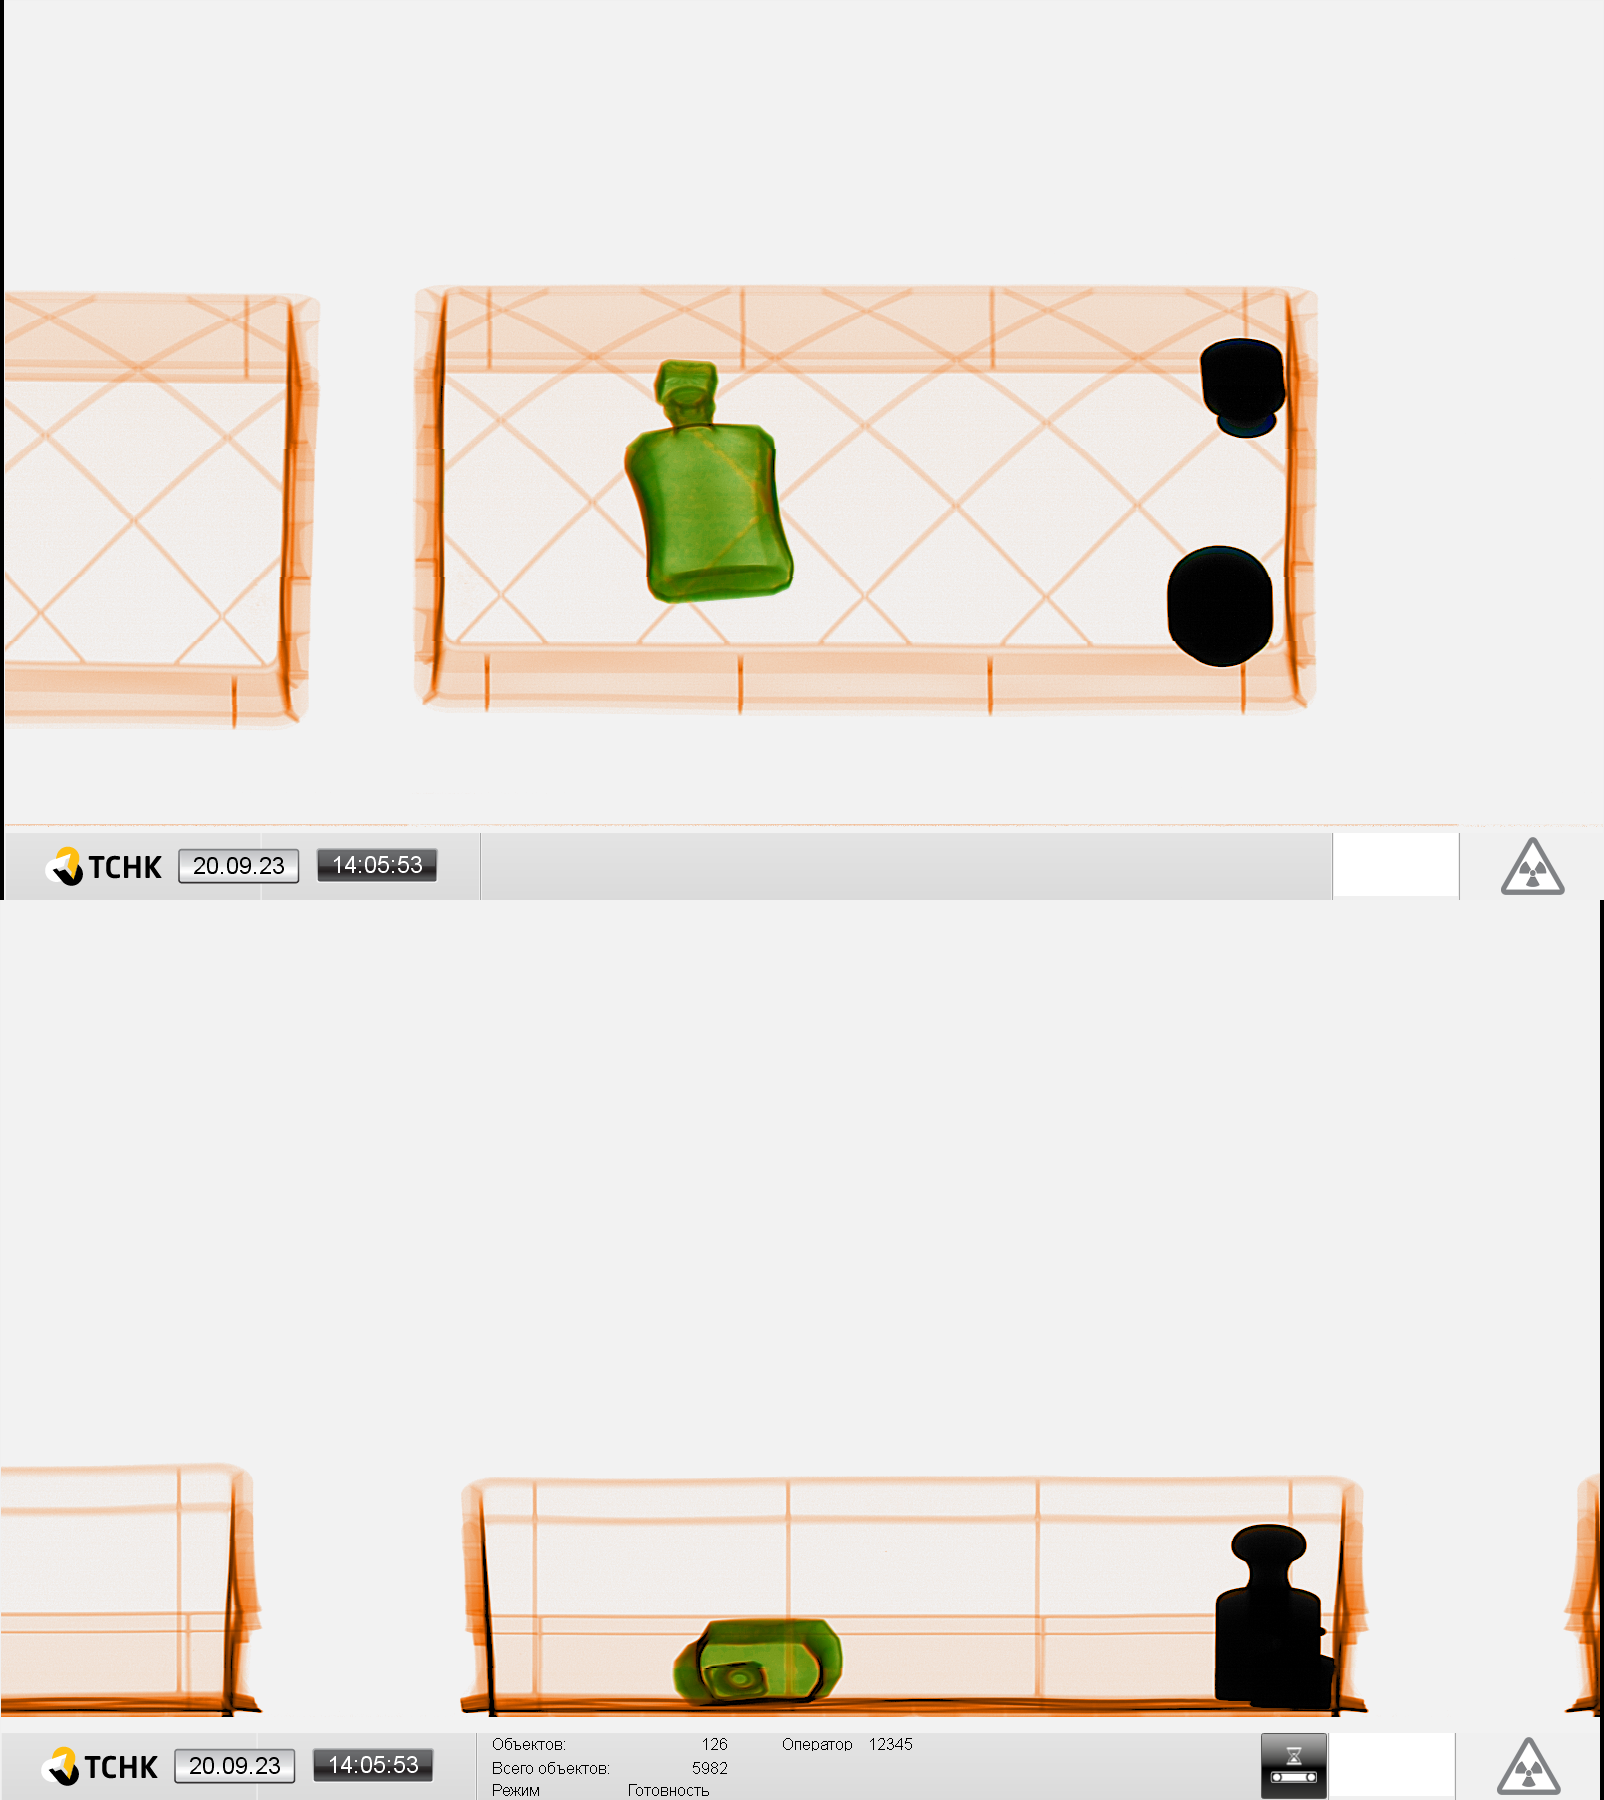 ТСНК 20.09.23 14:05:53
ТСНК 20.09.23 14:05:53
Объектов: 126 Оператор 12345
Всего объектов: 5982
Режим Готовность